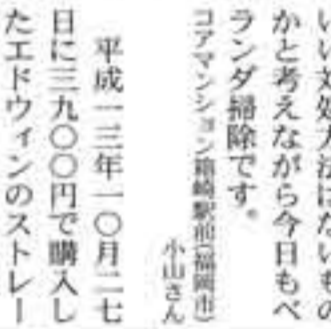 いい対処方法はないもの
かと考えながら今日もベ
ランダ掃除です。
コアマンション箱崎駅前(福岡市)
小山さん
平成一三年一〇月二七
日に三九〇〇円で購入し
たエドウィンのストレー